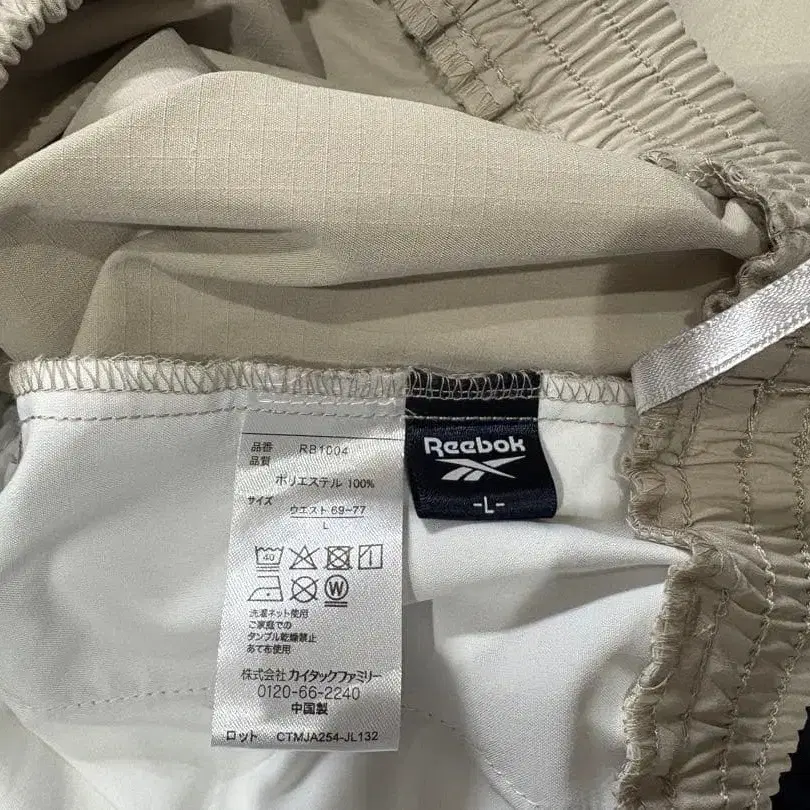 品番 RB1004
品質
ポリエステル 100%
サイズ
ウエスト 69~77
L
40
W
洗濯ネット使用
ご家庭での
タンブル乾燥禁止
あて布使用
株式会社カイタックファミリー
0120-66-2240
中国製
ロット CTMJA254-JL132
Reebok
-L-